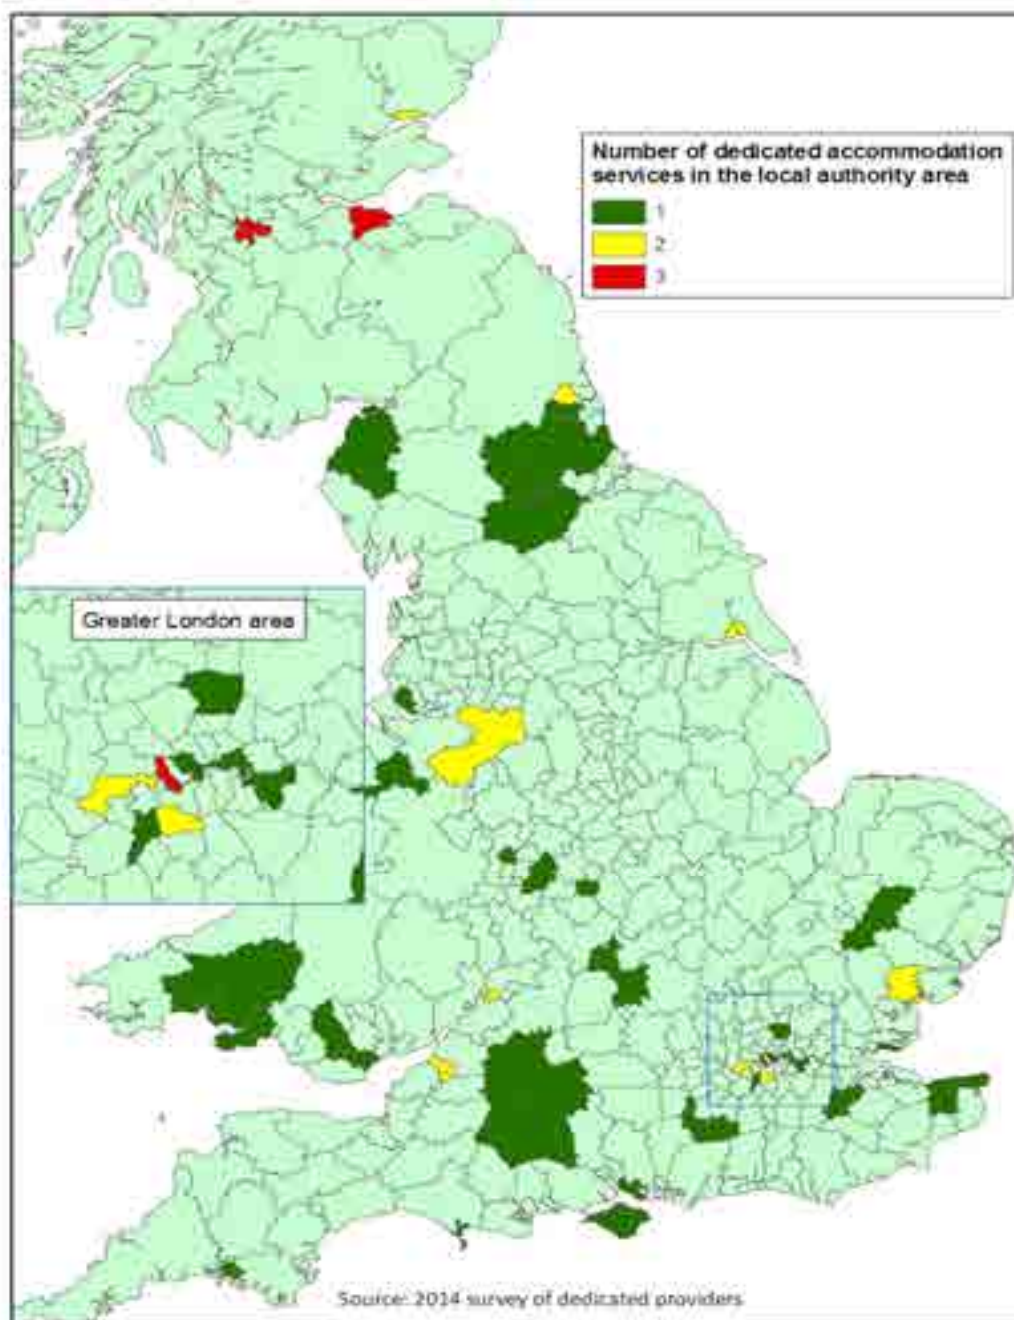 Number of dedicated accommodation
services in the local authority area
1
2
3
Greater London area
Source: 2014 survey of dedicated providers